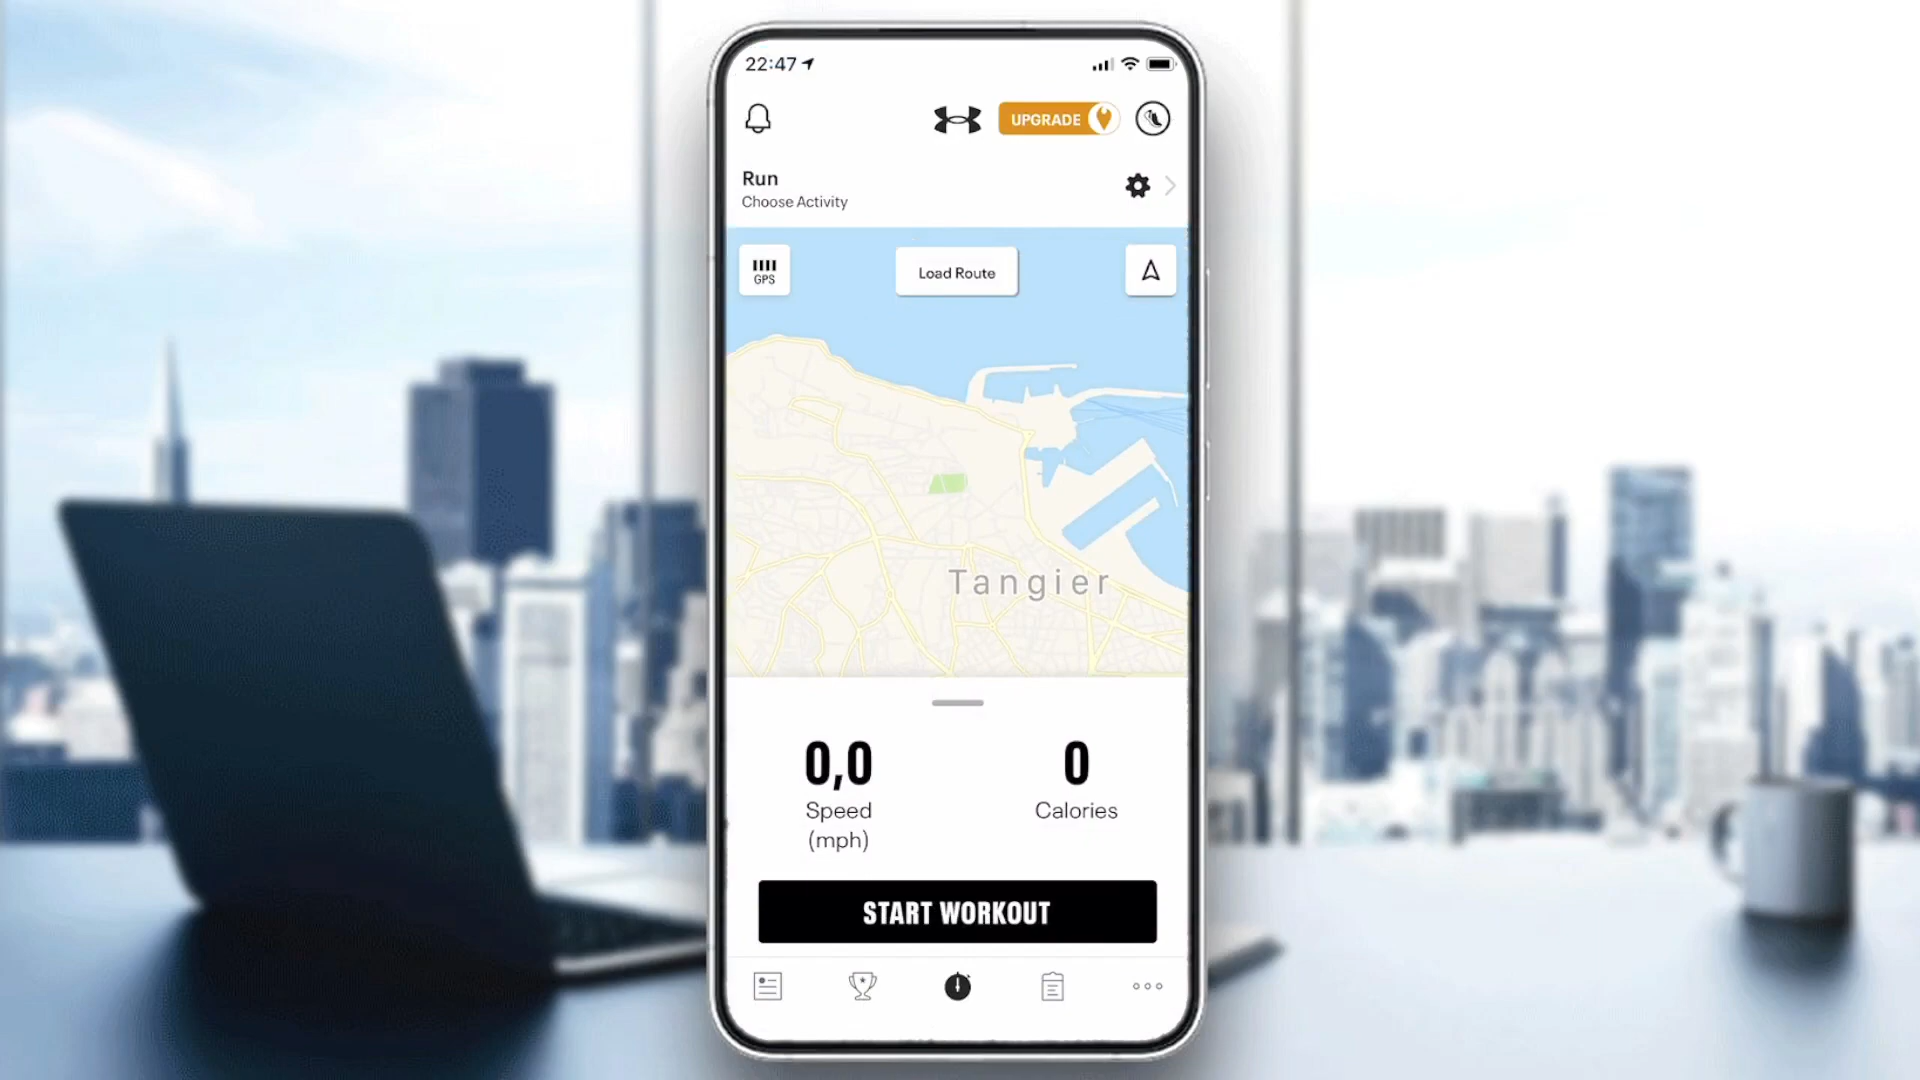 22:47
UPGRADE
Run
Choose Activity
GPS
Load Route
Tangier
0,0
0
Speed
(mph)
Calories
START WORKOUT